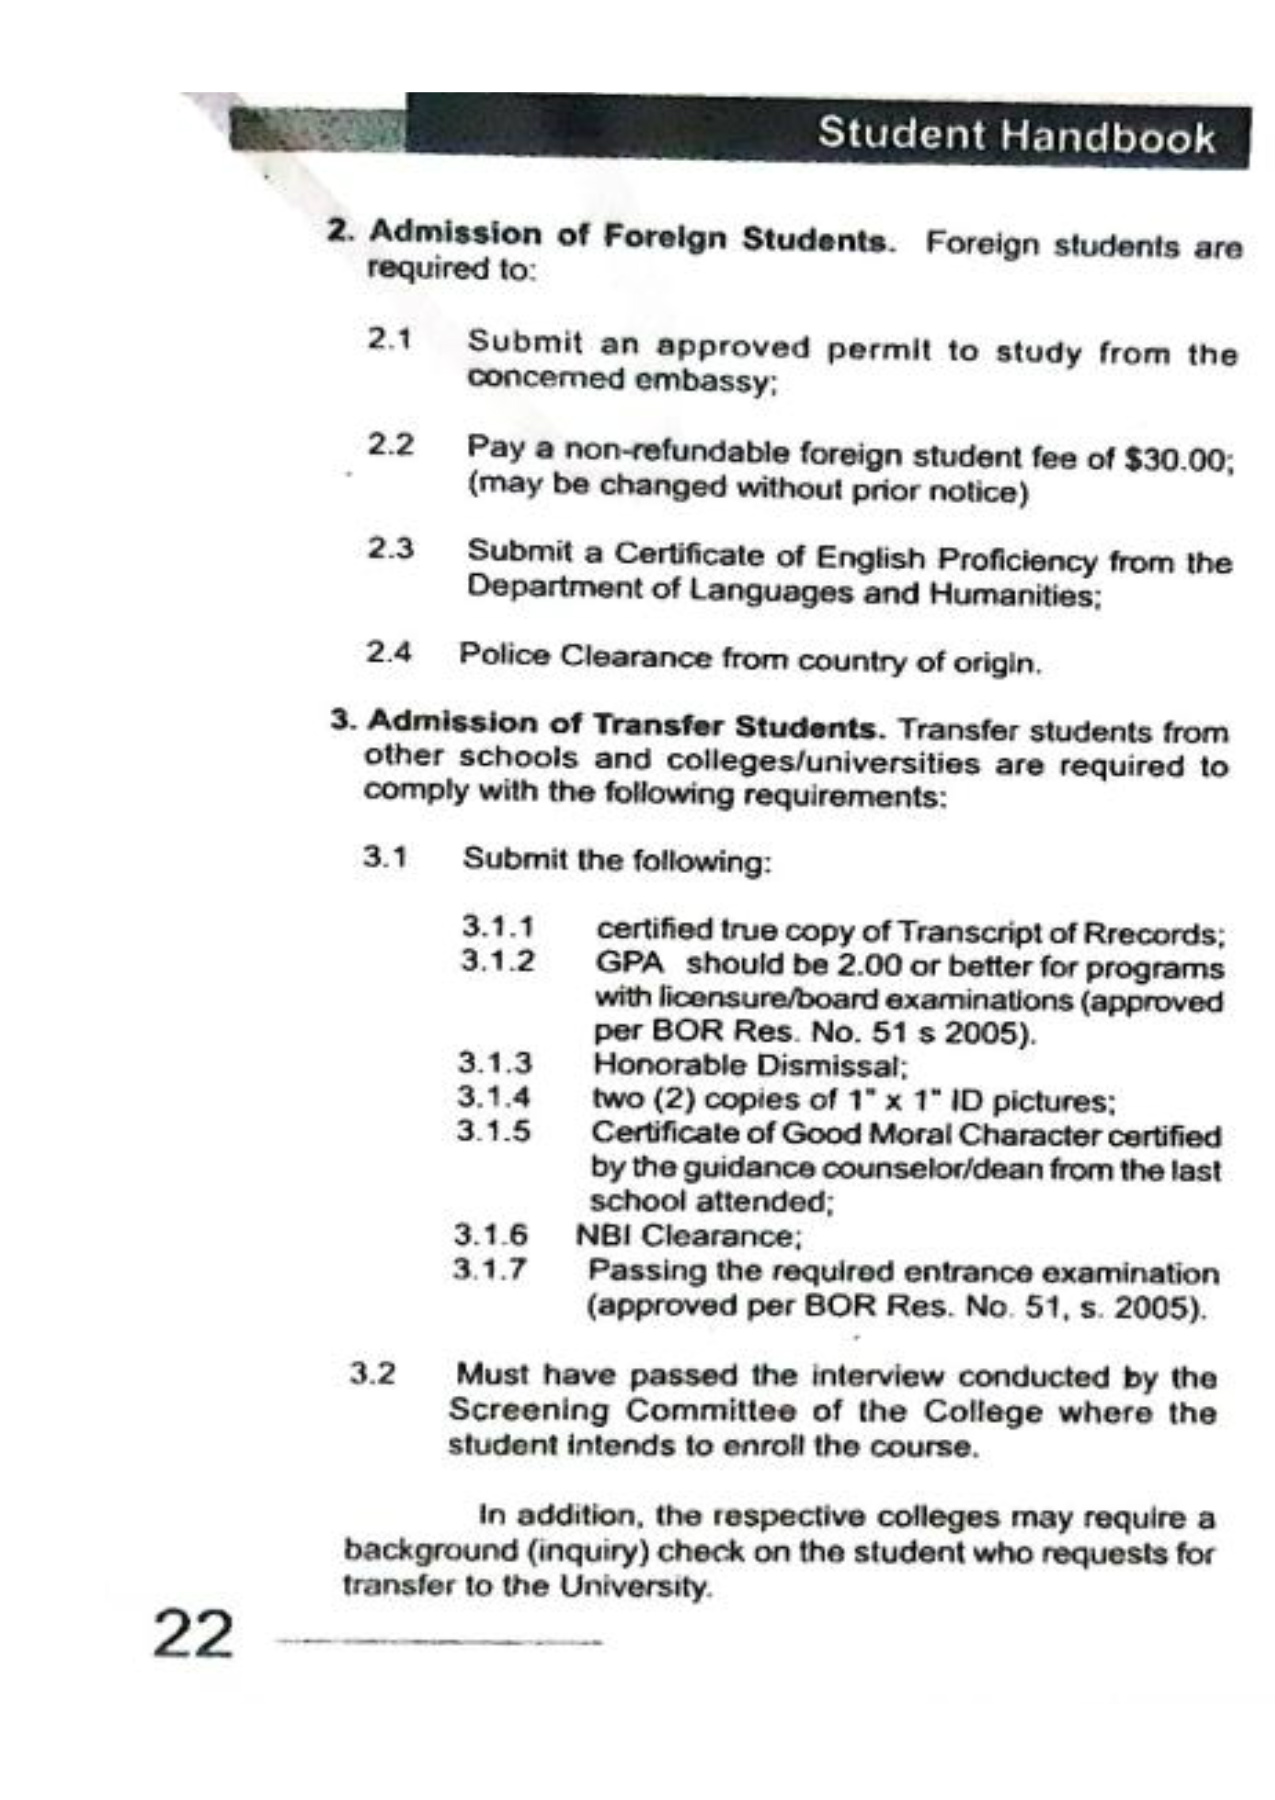 Student Handbook
2. Admission of Foreign Students. Foreign students are
required to:
2.1 Submit an approved permit to study from the
concerned embassy;
2.2 Pay a non-refundable foreign student fee of $30.00;
(may be changed without prior notice)
2.3 Submit a Certificate of English Proficiency from the
Department of Languages and Humanities;
2.4 Police Clearance from country of origin.
3. Admission of Transfer Students. Transfer students from
other schools and colleges/universities are required to
comply with the following requirements:
3.1 Submit the following:
3.1.1 certified true copy of Transcript of Rrecords;
3.1.2 GPA should be 2.00 or better for programs
with licensure/board examinations (approved
per BOR Res. No. 51 s 2005).
3.1.3 Honorable Dismissal;
3.1.4 two (2) copies of 1" x 1" ID pictures;
3.1.5 Certificate of Good Moral Character certified
by the guidance counselor/dean from the last
school attended;
3.1.6 NBI Clearance;
3.1.7 Passing the required entrance examination
(approved per BOR Res. No. 51, s. 2005).
3.2 Must have passed the interview conducted by the
Screening Committee of the College where the
student intends to enroll the course.
In addition, the respective colleges may require a
background (inquiry) check on the student who requests for
transfer to the University.
22